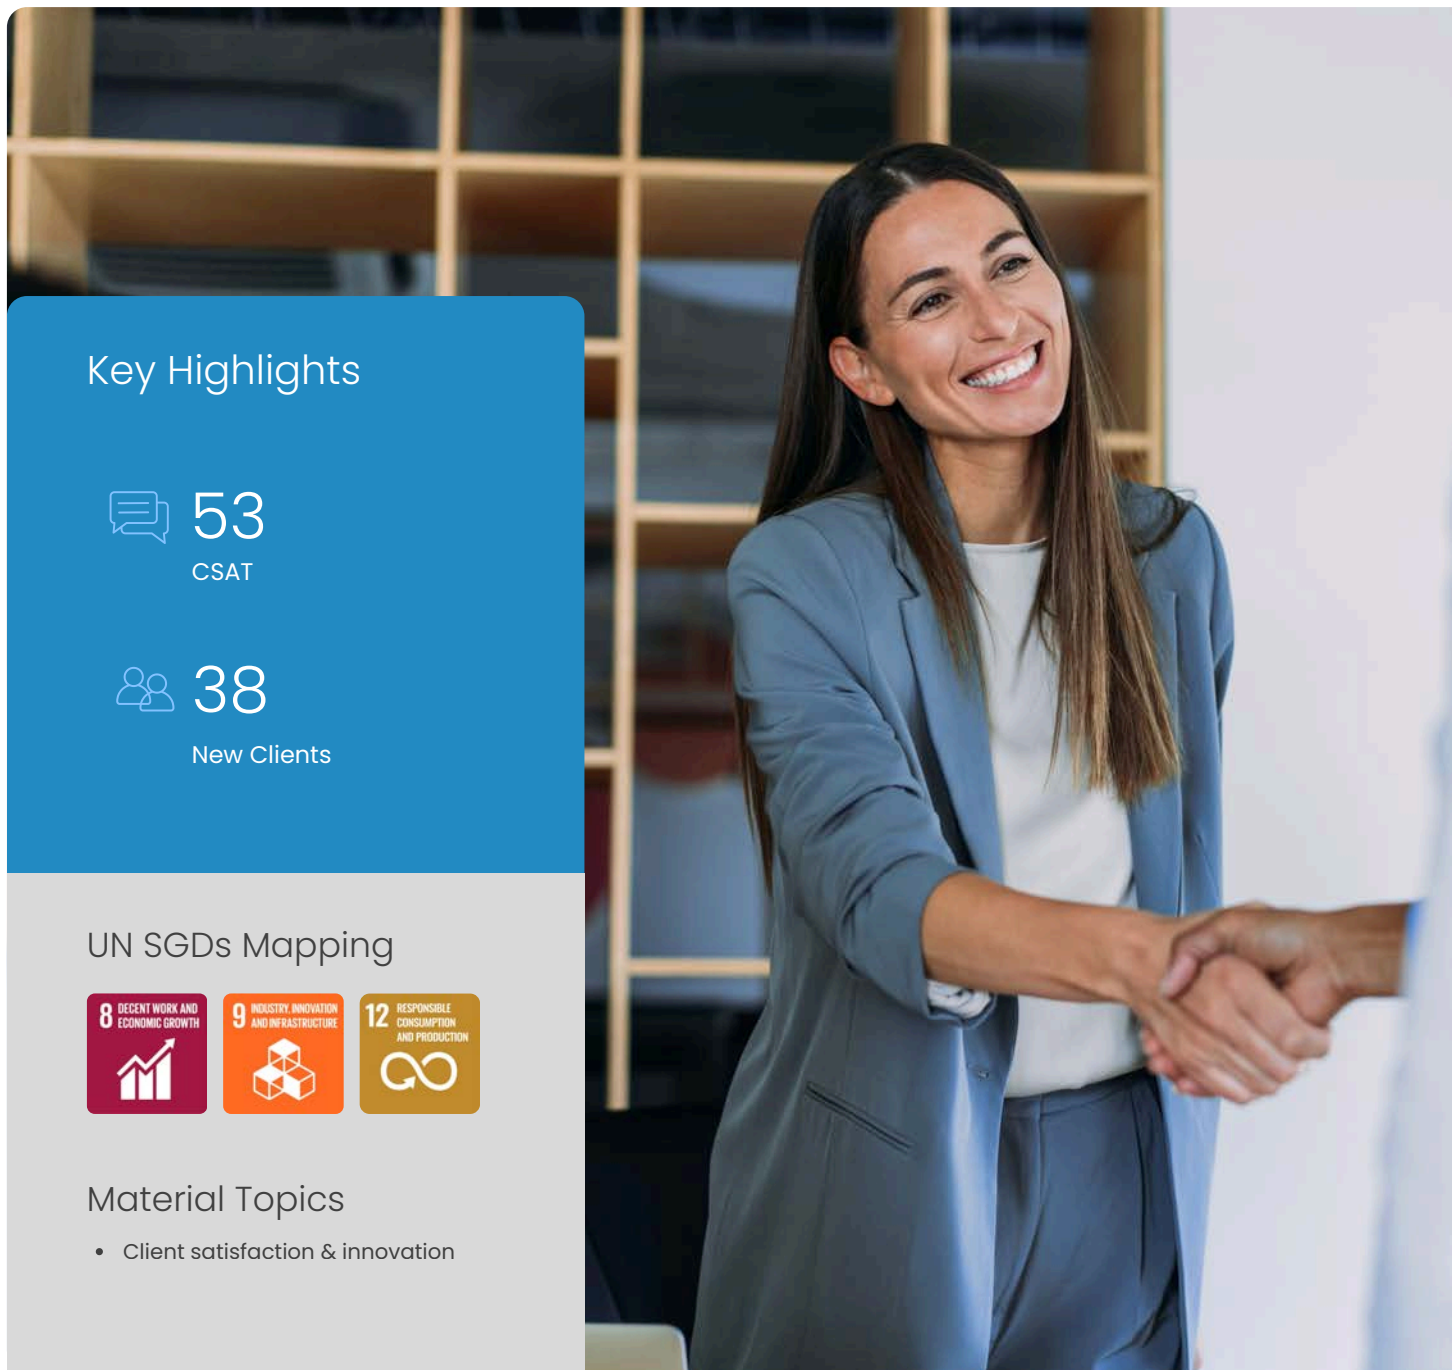 Key Highlights
53
CSAT
38
New Clients
UN SGDs Mapping
8 DECENT WORK AND
ECONOMIC GROWTH
9 INDUSTRY, INNOVATION
AND INFRASTRUCTURE
12 RESPONSIBLE
CONSUMPTION
AND PRODUCTION
Material Topics
• Client satisfaction & innovation